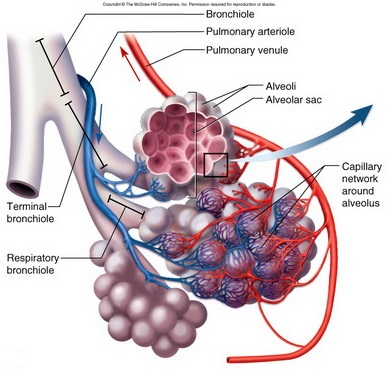 Copyright © The McGraw-Hill Companies, Inc. Permission required for reproduction or display.
Bronchiole
Pulmonary arteriole
Pulmonary venule
Alveoli
Alveolar sac
Capillary
network
around
alveolus
Terminal
bronchiole
Respiratory
bronchiole